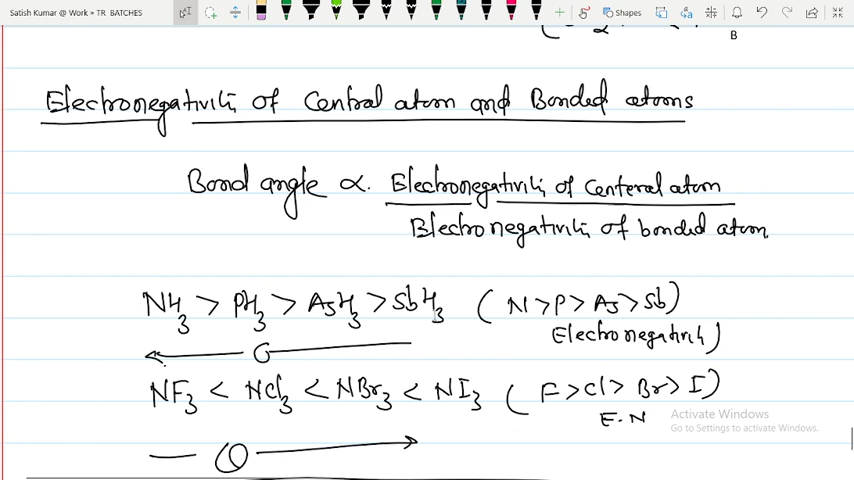 Satish Kumar @ Work » TR BATCHES
Shapes
B
Electronegativiti of Central atom and Bonded atoms
Bond angle ∝. Electronegativiti of Centeral atom
Electronegativiti of bonded atom
NH3 > PH3 > AsH3 > SbH3 ( N > P > As > Sb)
Electronegativiti)
θ
NF3 < NCl3 < NBr3 < NI3 ( F > Cl > Br > I)
E.N
θ
Activate Windows
Go to Settings to activate Windows.